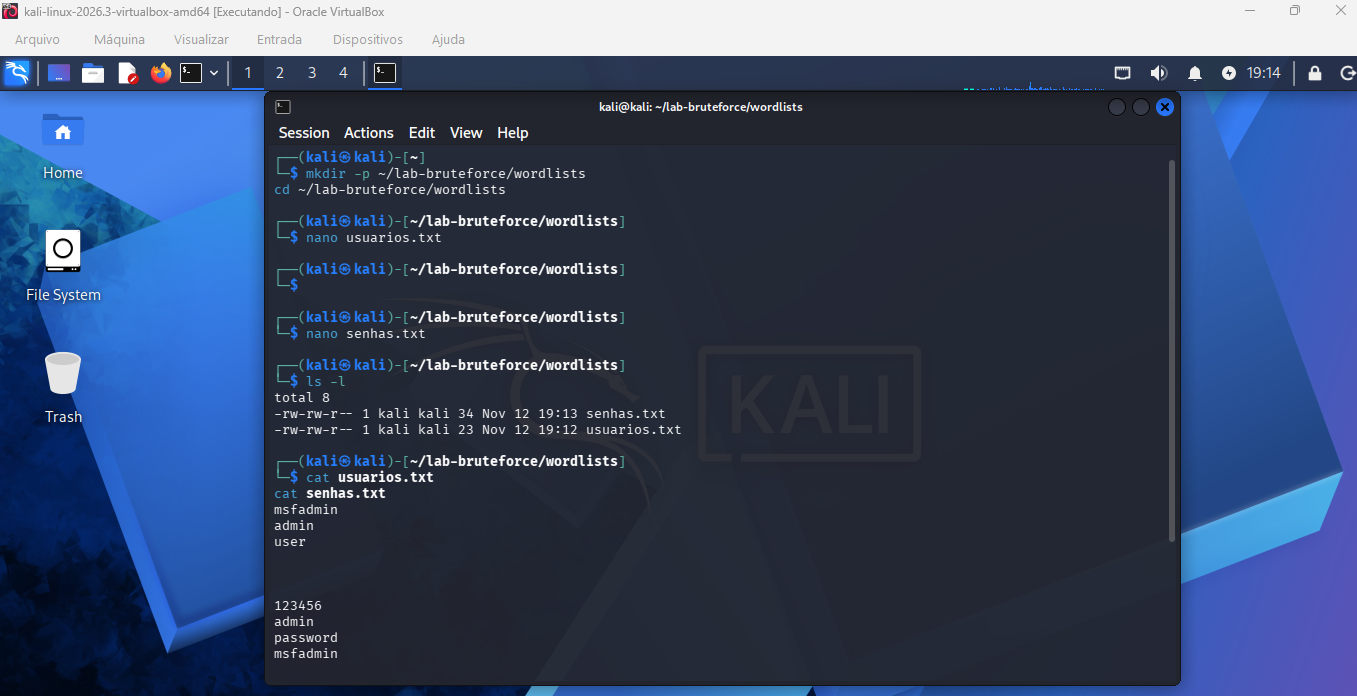 kali-linux-2026.3-virtualbox-amd64 [Executando] - Oracle VirtualBox
Arquivo Máquina Visualizar Entrada Dispositivos Ajuda
1 2 3 4 19:14
kali@kali: ~/lab-bruteforce/wordlists
Session Actions Edit View Help
Home
File System
Trash
┌──(kali㉿kali)-[~]
└─$ mkdir -p ~/lab-bruteforce/wordlists
cd ~/lab-bruteforce/wordlists
┌──(kali㉿kali)-[~/lab-bruteforce/wordlists]
└─$ nano usuarios.txt
┌──(kali㉿kali)-[~/lab-bruteforce/wordlists]
└─$
┌──(kali㉿kali)-[~/lab-bruteforce/wordlists]
└─$ nano senhas.txt
┌──(kali㉿kali)-[~/lab-bruteforce/wordlists]
└─$ ls -l
total 8
-rw-rw-r-- 1 kali kali 34 Nov 12 19:13 senhas.txt
-rw-rw-r-- 1 kali kali 23 Nov 12 19:12 usuarios.txt
┌──(kali㉿kali)-[~/lab-bruteforce/wordlists]
└─$ cat usuarios.txt
cat senhas.txt
msfadmin
admin
user
123456
admin
password
msfadmin
KALI